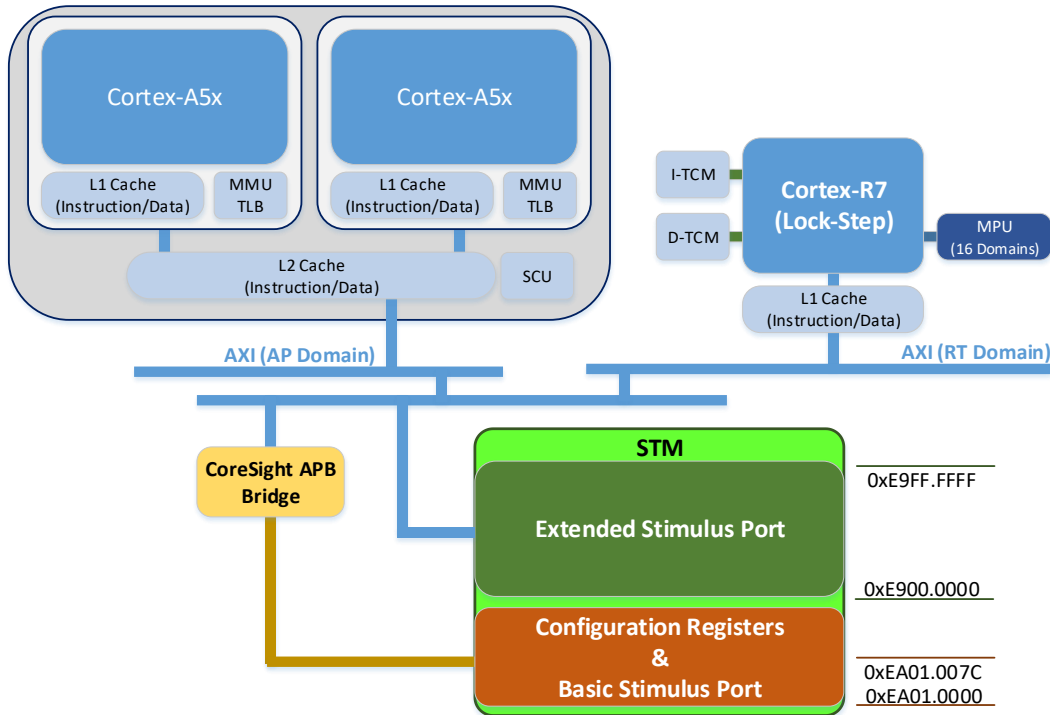 Cortex-A5x
Cortex-A5x
L1 Cache
(Instruction/Data)
MMU
TLB
L1 Cache
(Instruction/Data)
MMU
TLB
L2 Cache
(Instruction/Data)
SCU
I-TCM
D-TCM
Cortex-R7
(Lock-Step)
MPU
(16 Domains)
L1 Cache
(Instruction/Data)
AXI (AP Domain)
AXI (RT Domain)
CoreSight APB
Bridge
STM
Extended Stimulus Port
0xE9FF.FFFF
0xE900.0000
Configuration Registers
&
Basic Stimulus Port
0xEA01.007C
0xEA01.0000